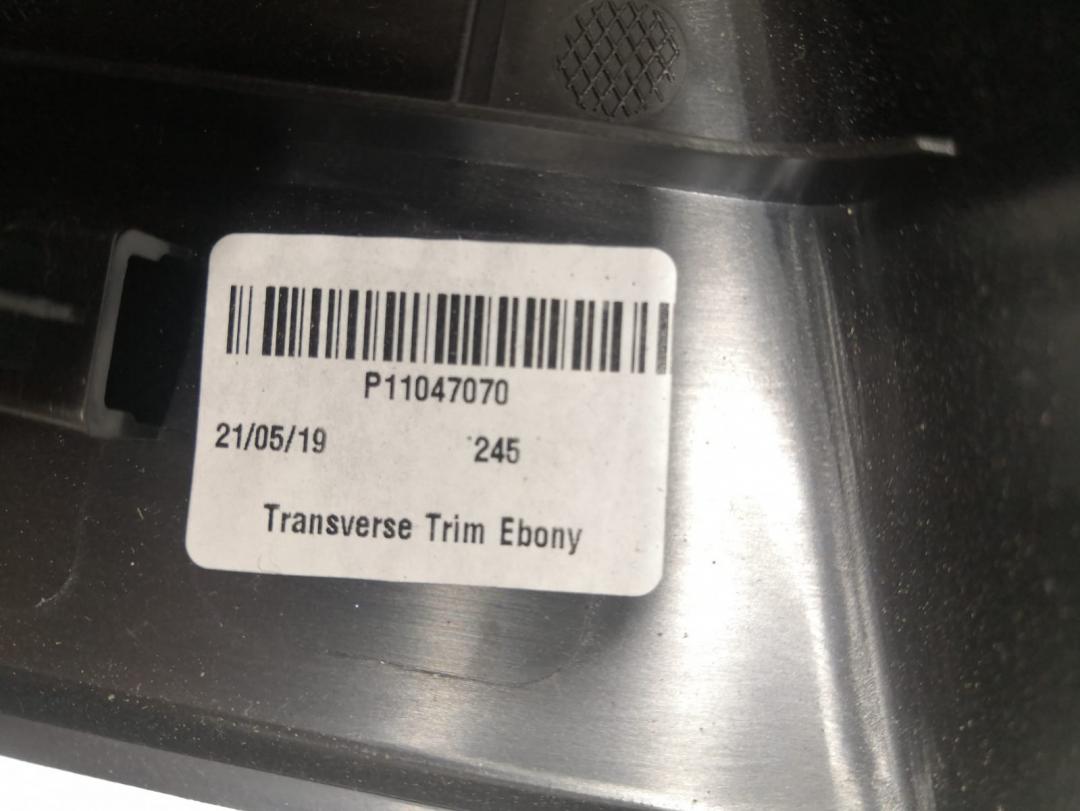 P11047070
21/05/19 245
Transverse Trim Ebony